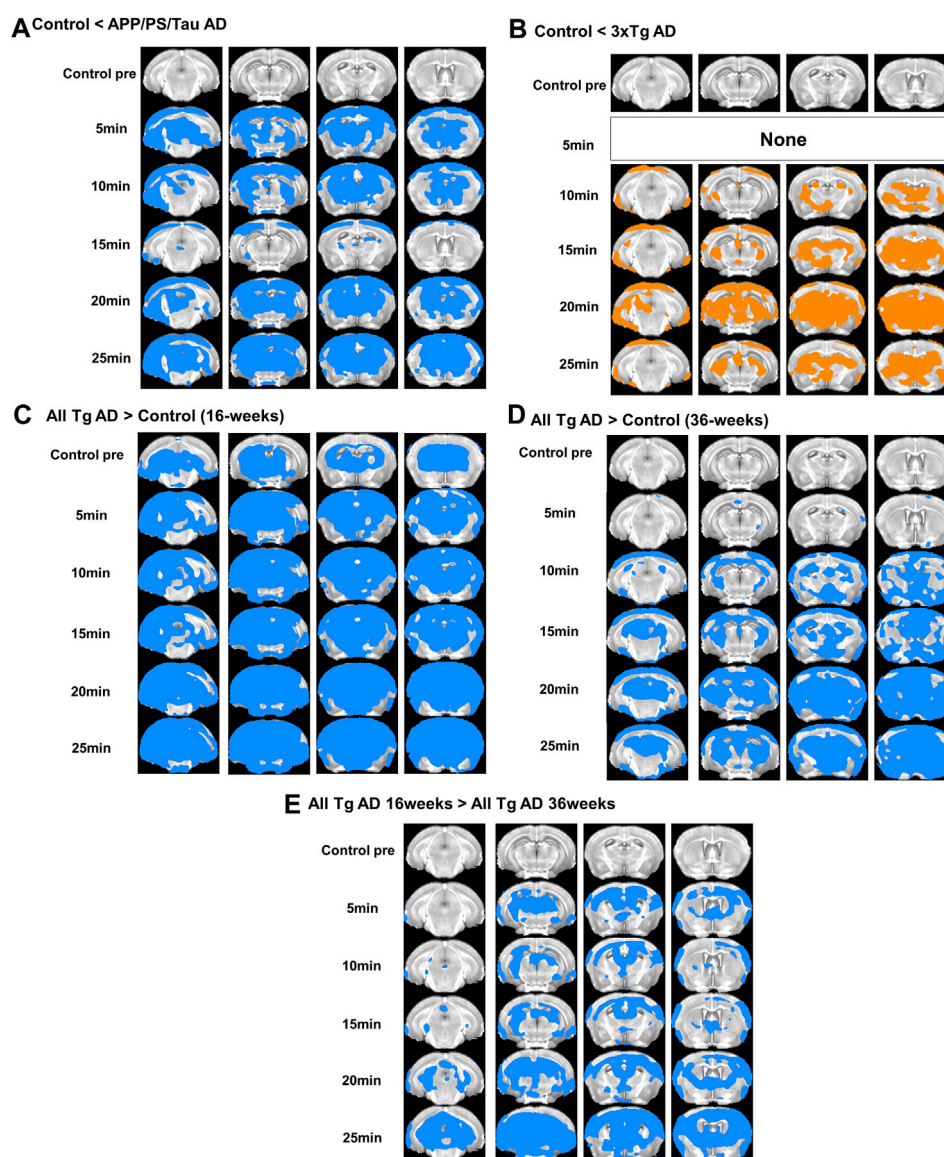 A Control < APP/PS/Tau AD
Control pre
5min
10min
15min
20min
25min
B Control < 3xTg AD
Control pre
5min
None
10min
15min
20min
25min
C All Tg AD > Control (16-weeks)
Control pre
5min
10min
15min
20min
25min
D All Tg AD > Control (36-weeks)
Control pre
5min
10min
15min
20min
25min
E All Tg AD 16weeks > All Tg AD 36weeks
Control pre
5min
10min
15min
20min
25min